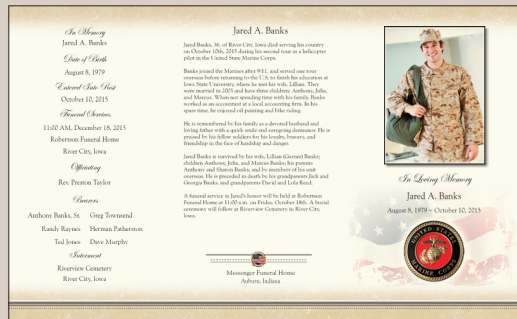 In Memory
Jared A. Banks
Date of Birth
August 8, 1979
Entered Into Rest
October 10, 2015
Funeral Services
11:00 AM, December 18, 2015
Robertson Funeral Home
River City, Iowa
Officiating
Rev. Preston Taylor
Bearers
Anthony Banks, Sr. Greg Townsend
Randy Raynes Herman Patherston
Ted Jones Dave Murphy
Interment
Riverview Cemetery
River City, Iowa
Jared A. Banks
Jared Banks, 36, of River City, Iowa died serving his country
on October 10th, 2015 during his second tour as a helicopter
pilot in the United State Marine Corps.
Banks joined the Marines after 9/11, and served one tour
overseas before returning to the U.S. to finish his education at
Iowa State University, where he met his wife, Lillian. They
were married in 2005 and have three children: Anthony, Julia,
and Marcus. When not spending time with his family, Banks
worked as an accountant at a local accounting firm. In his
spare time, he enjoyed oil painting and bike riding.
He is remembered by his family as a devoted husband and
loving father with a quick smile and easygoing demeanor. He is
praised by his fellow soldiers for his loyalty, bravery, and
friendship in the face of hardship and danger.
Jared Banks is survived by his wife, Lillian Banks;
children Anthony, Julia, and Marcus Banks; his parents
Anthony and Sharon Banks; and by members of his unit
overseas. He is preceded in death by his grandparents Jack and
Georgia Banks, and grandparents David and Lola Reed.
A funeral service in Jared's honor will be held at Robertson
Funeral Home at 11:00 a.m. on Friday, October 18th. A burial
ceremony will follow at Riverview Cemetery in River City,
Iowa.
Messenger Funeral Home
Auburn, Indiana
In Loving Memory
Jared A. Banks
August 8, 1979 ~ October 10, 2015
UNITED STATES
MARINE CORPS